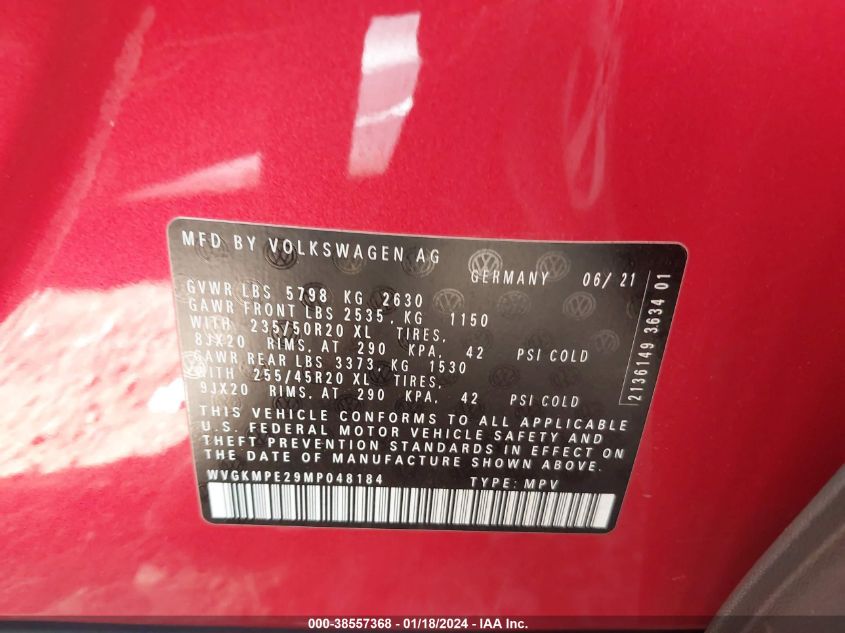 MFD BY VOLKSWAGEN AG
GERMANY 06/21
GVWR LBS 5798 KG 2630
GAWR FRONT LBS 2535, KG 1150
WITH 235/50R20 XL TIRES,
8JX20 RIMS, AT 290 KPA, 42 PSI COLD
GAWR REAR LBS 3373, KG 1530
WITH 255/45R20 XL TIRES,
9JX20 RIMS, AT 290 KPA, 42 PSI COLD
THIS VEHICLE CONFORMS TO ALL APPLICABLE
U.S. FEDERAL MOTOR VEHICLE SAFETY AND
THEFT PREVENTION STANDARDS IN EFFECT ON
THE DATE OF MANUFACTURE SHOWN ABOVE.
WVGKMPE29MP048184 TYPE: MPV
2136149 3634 01
000-38557368 - 01/18/2024 - IAA Inc.